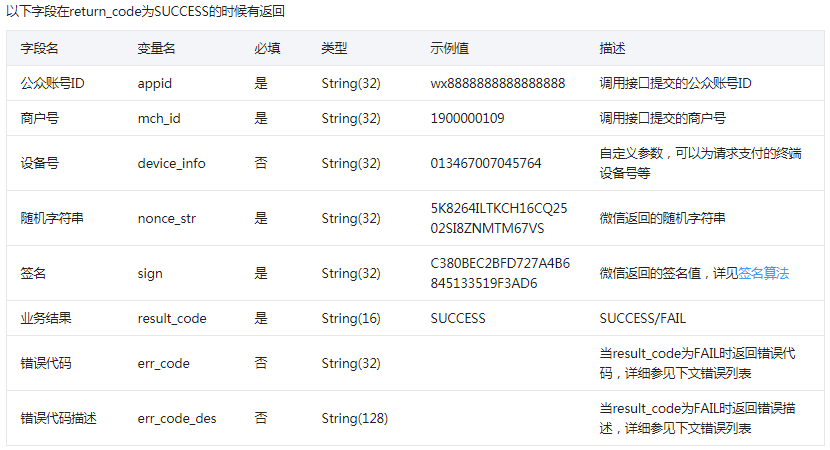 以下字段在return_code为SUCCESS的时候有返回
字段名 变量名 必填 类型 示例值 描述
公众账号ID appid 是 String(32) wx8888888888888888 调用接口提交的公众账号ID
商户号 mch_id 是 String(32) 1900000109 调用接口提交的商户号
设备号 device_info 否 String(32) 013467007045764 自定义参数，可以为请求支付的终端
设备号等
随机字符串 nonce_str 是 String(32) 5K8264ILTKCH16CQ25
02SI8ZNMTM67VS 微信返回的随机字符串
签名 sign 是 String(32) C380BEC2BFD727A4B6
845133519F3AD6 微信返回的签名值，详见签名算法
业务结果 result_code 是 String(16) SUCCESS SUCCESS/FAIL
错误代码 err_code 否 String(32) 当result_code为FAIL时返回错误代
码，详细参见下文错误列表
错误代码描述 err_code_des 否 String(128) 当result_code为FAIL时返回错误描
述，详细参见下文错误列表